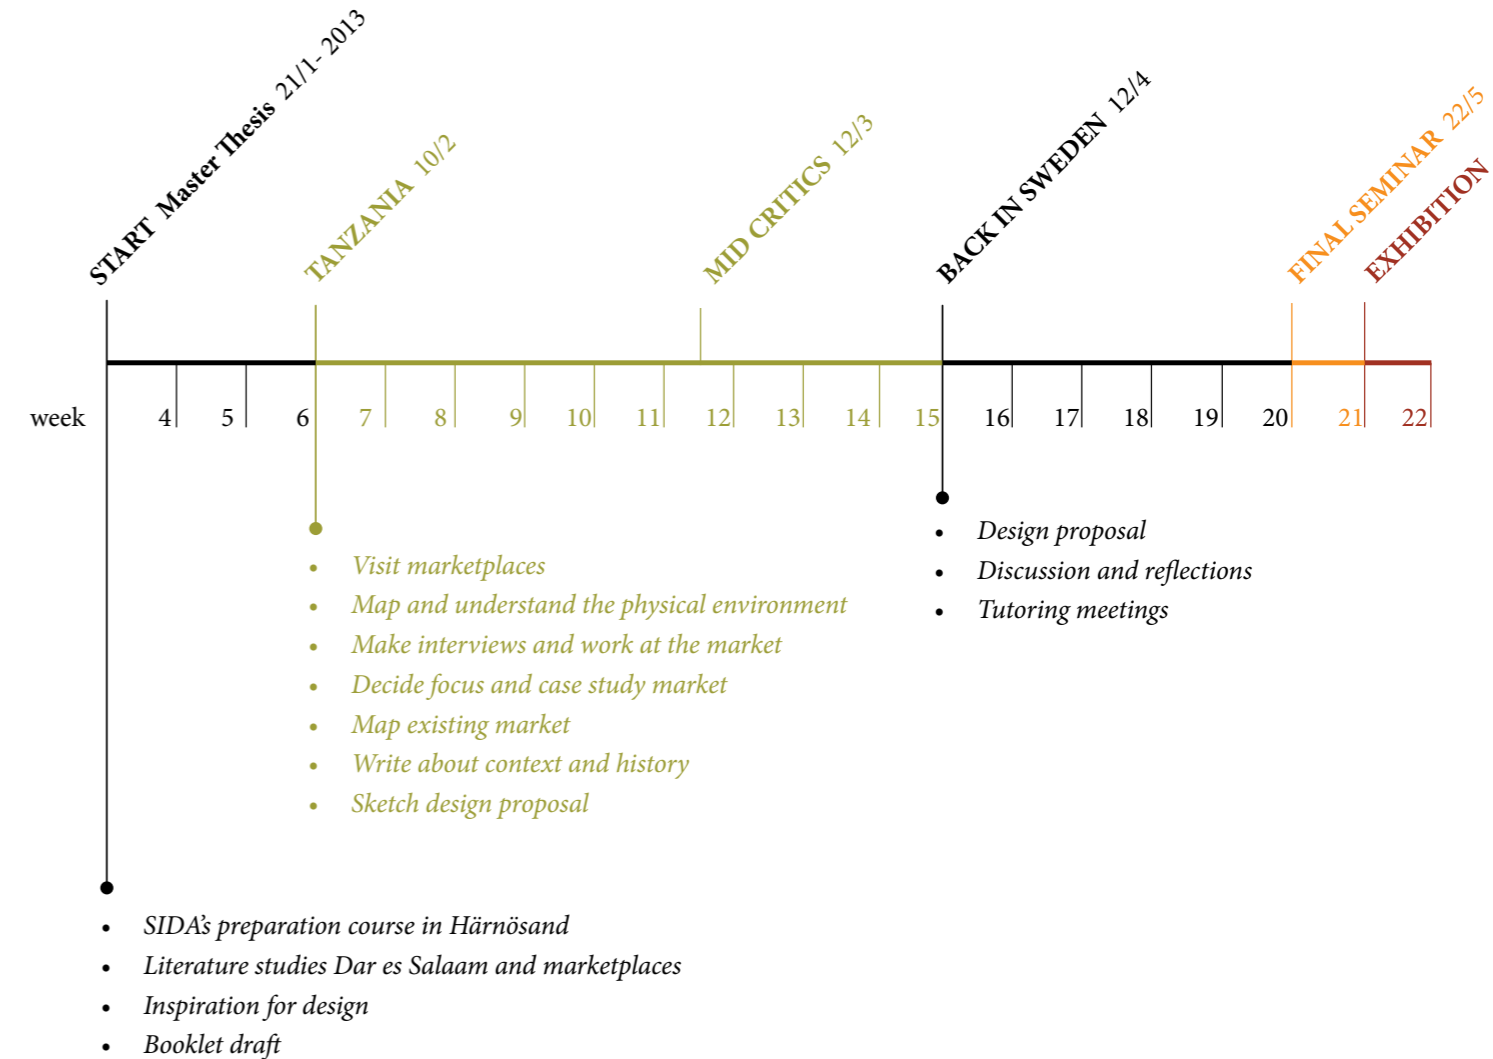 START Master Thesis 21/1- 2013
TANZANIA 10/2
MID CRITICS 12/3
BACK IN SWEDEN 12/4
FINAL SEMINAR 22/5
EXHIBITION
week 4 5 6 7 8 9 10 11 12 13 14 15 16 17 18 19 20 21 22
• Visit marketplaces
• Map and understand the physical environment
• Make interviews and work at the market
• Decide focus and case study market
• Map existing market
• Write about context and history
• Sketch design proposal
• Design proposal
• Discussion and reflections
• Tutoring meetings
• SIDA's preparation course in Härnösand
• Literature studies Dar es Salaam and marketplaces
• Inspiration for design
• Booklet draft